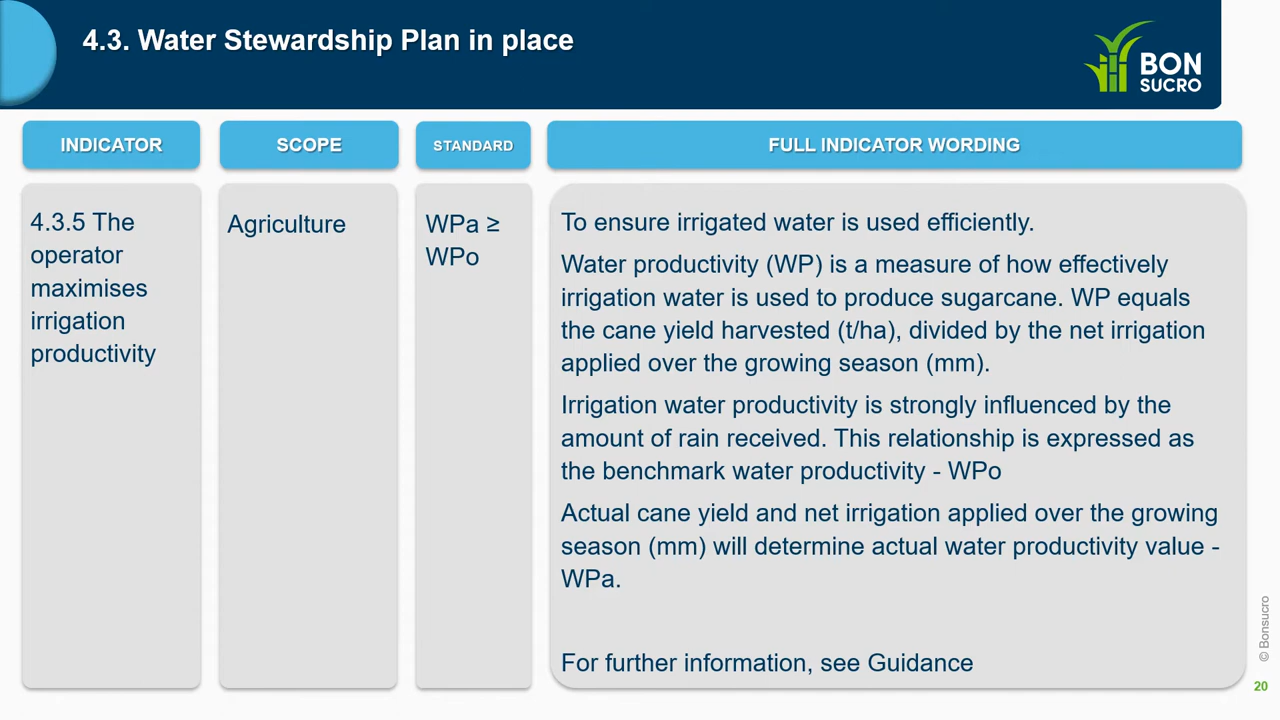 4.3. Water Stewardship Plan in place
BON
SUCRO
INDICATOR
SCOPE
STANDARD
FULL INDICATOR WORDING
4.3.5 The
operator
maximises
irrigation
productivity
Agriculture
WPa ≥
WPo
To ensure irrigated water is used efficiently.
Water productivity (WP) is a measure of how effectively
irrigation water is used to produce sugarcane. WP equals
the cane yield harvested (t/ha), divided by the net irrigation
applied over the growing season (mm).
Irrigation water productivity is strongly influenced by the
amount of rain received. This relationship is expressed as
the benchmark water productivity - WPo
Actual cane yield and net irrigation applied over the growing
season (mm) will determine actual water productivity value -
WPa.
For further information, see Guidance
© Bonsucro
20